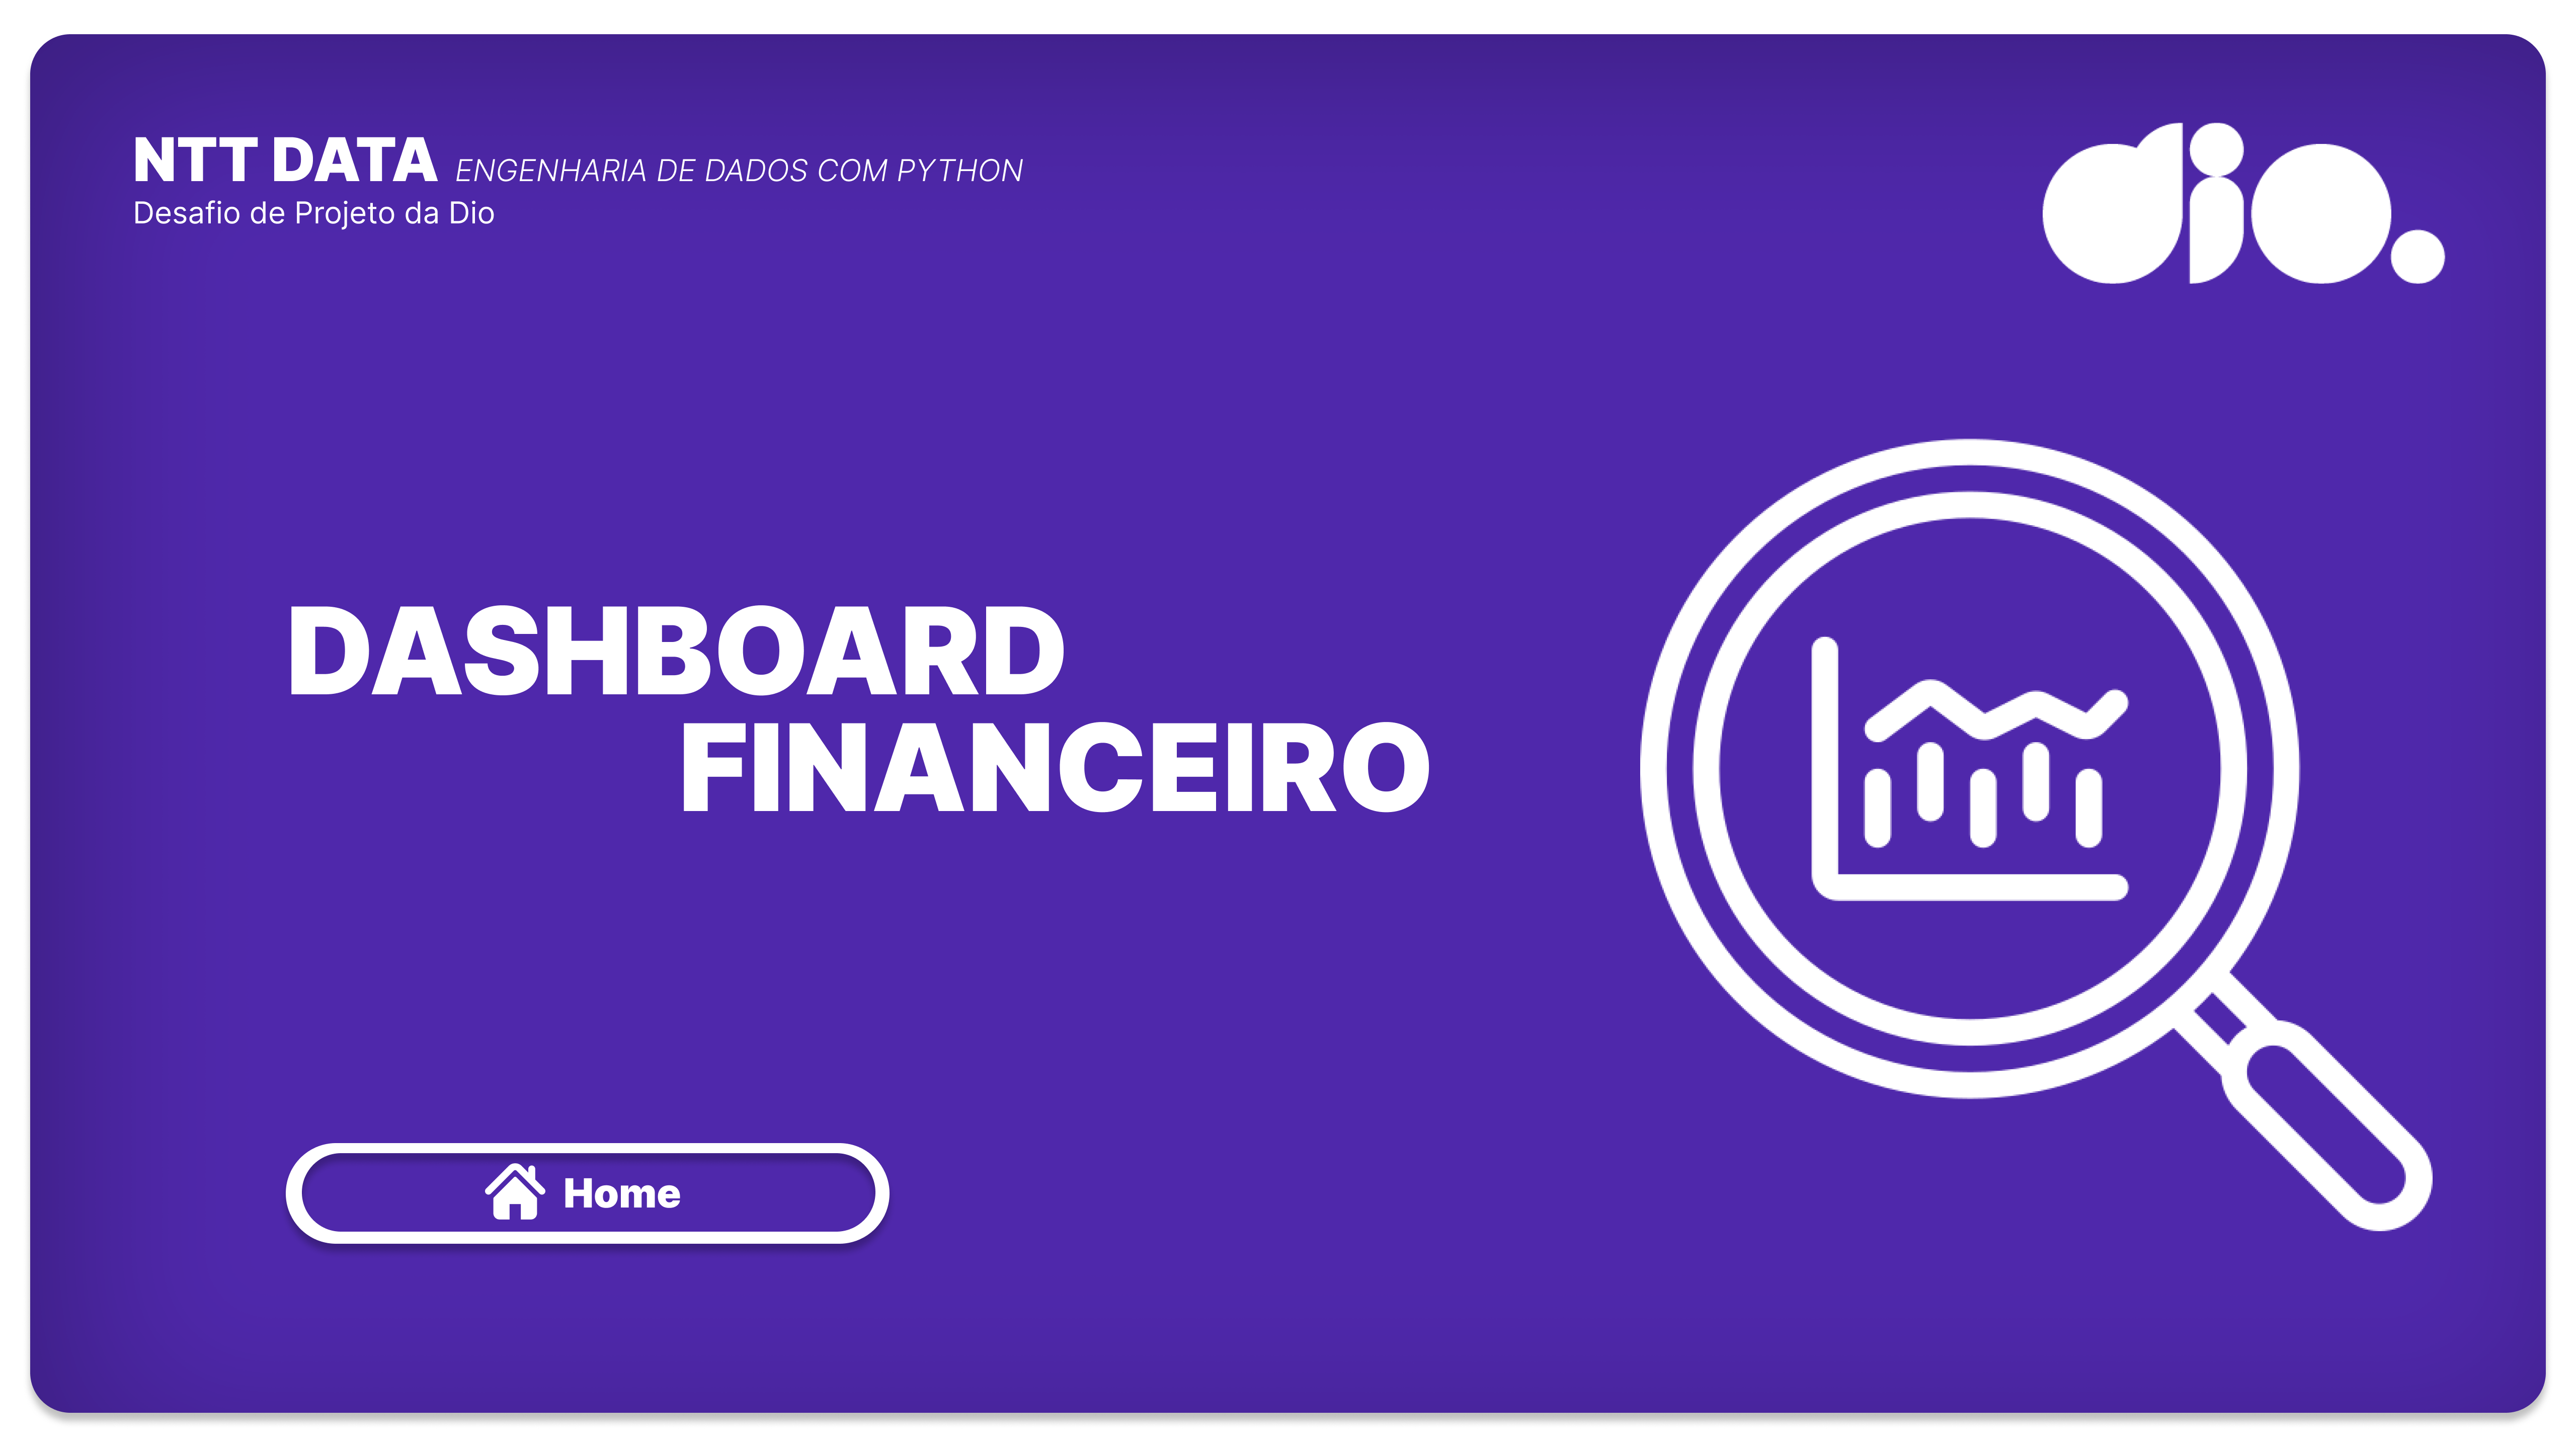 NTT DATA ENGENHARIA DE DADOS COM PYTHON
Desafio de Projeto da Dio
dio.
DASHBOARD
FINANCEIRO
Home